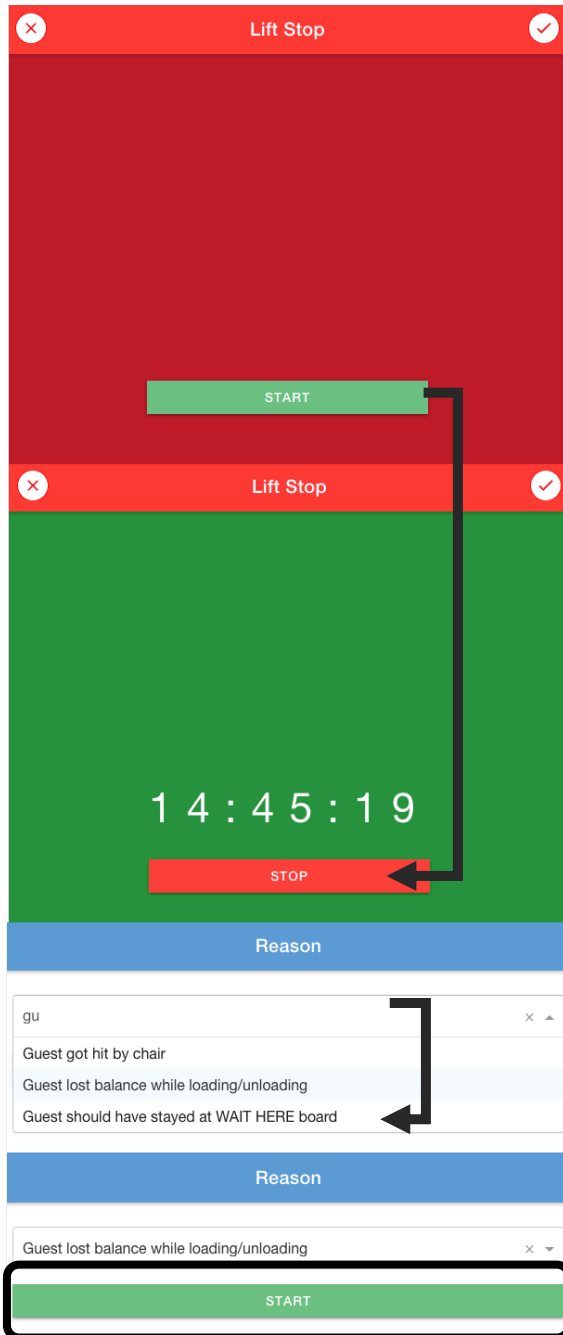 Lift Stop
START
Lift Stop
14:45:19
STOP
Reason
gu
Guest got hit by chair
Guest lost balance while loading/unloading
Guest should have stayed at WAIT HERE board
Reason
Guest lost balance while loading/unloading
START